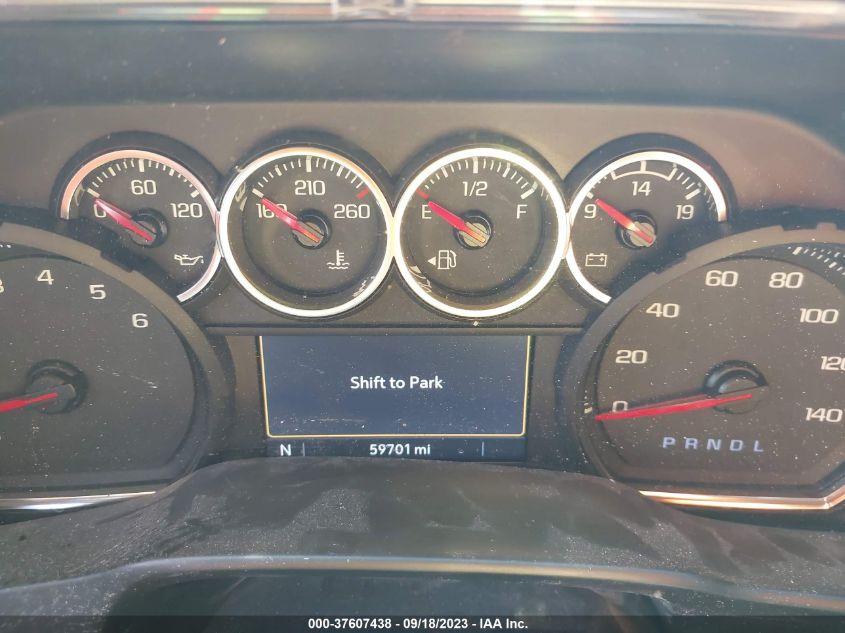 0 60 120
160 210 260
E 1/2 F
9 14 19
4 5 6
Shift to Park
N 59701 mi
0 20 40 60 80 100 120 140
P R N D L
000-37607438 - 09/18/2023 - IAA Inc.